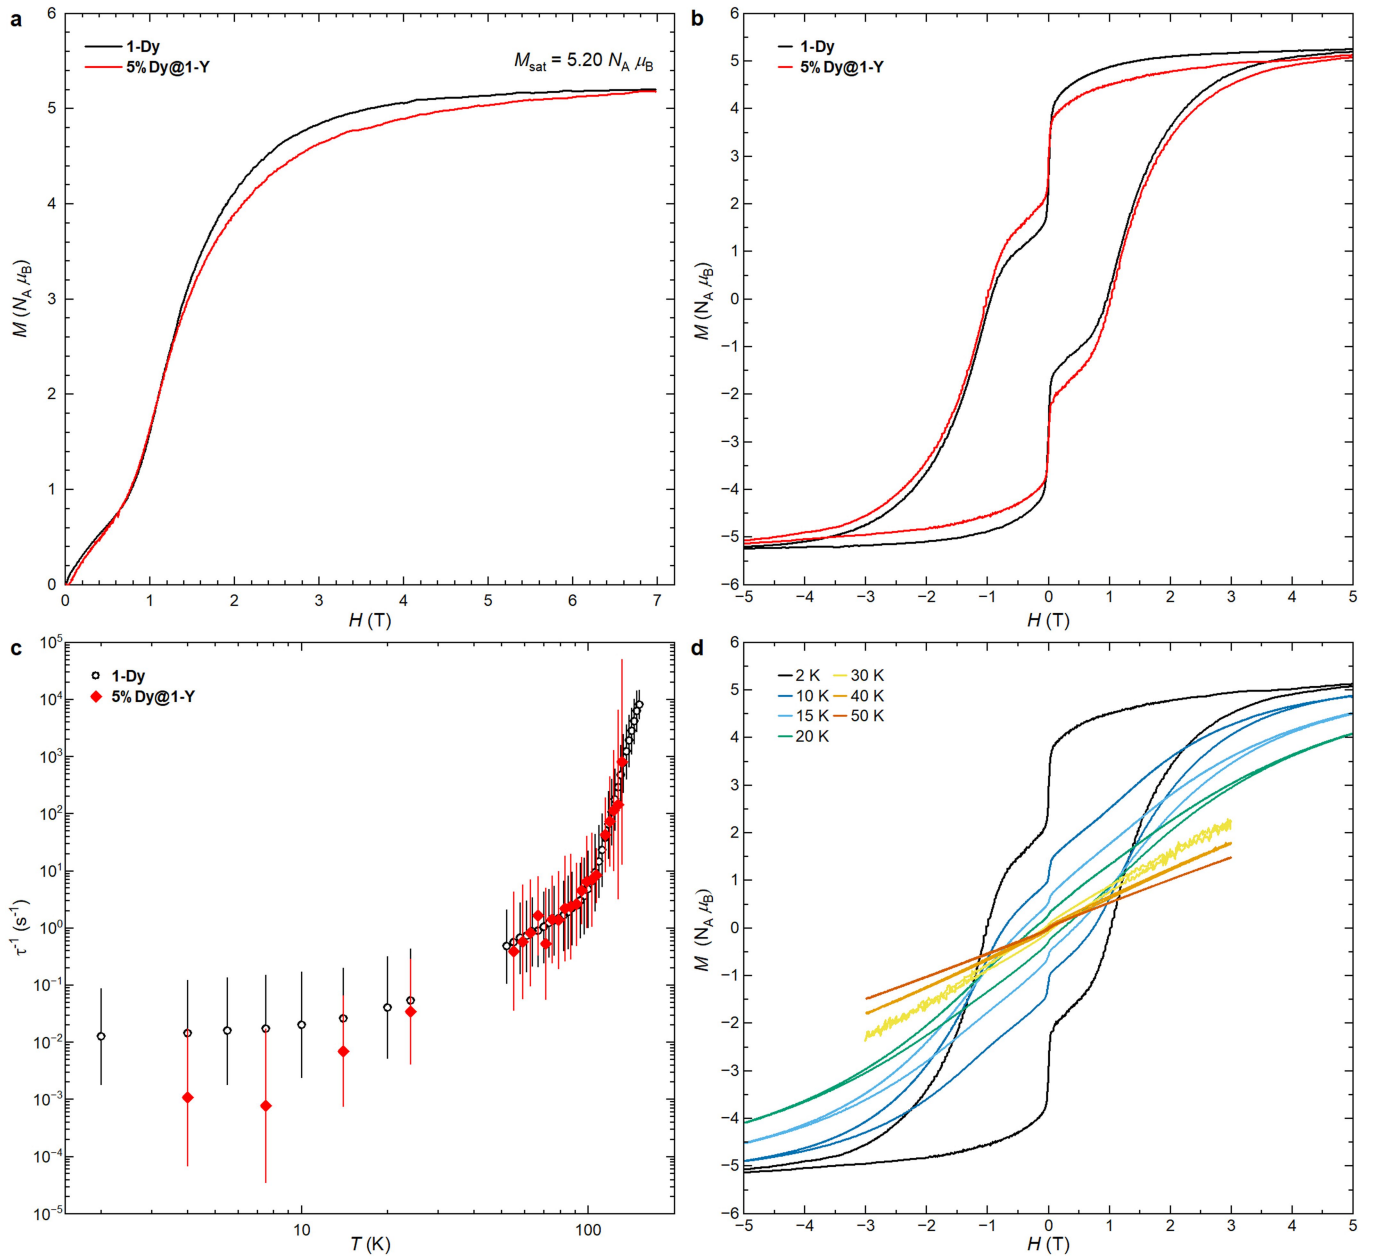 a
6
5
4
3
2
1
0
0
1
2
3
4
5
6
7
M (N_A μ_B)
H (T)
1-Dy
5% Dy@1-Y
M_sat = 5.20 N_A μ_B
b
6
5
4
3
2
1
0
−1
−2
−3
−4
−5
−6
−5
−4
−3
−2
−1
0
1
2
3
4
5
M (N_A μ_B)
H (T)
1-Dy
5% Dy@1-Y
c
10^5
10^4
10^3
10^2
10^1
10^0
10^−1
10^−2
10^−3
10^−4
10^−5
10
100
τ^-1 (s^-1)
T (K)
1-Dy
5% Dy@1-Y
d
6
5
4
3
2
1
0
−1
−2
−3
−4
−5
−6
−5
−4
−3
−2
−1
0
1
2
3
4
5
M (N_A μ_B)
H (T)
2 K
30 K
10 K
40 K
15 K
50 K
20 K